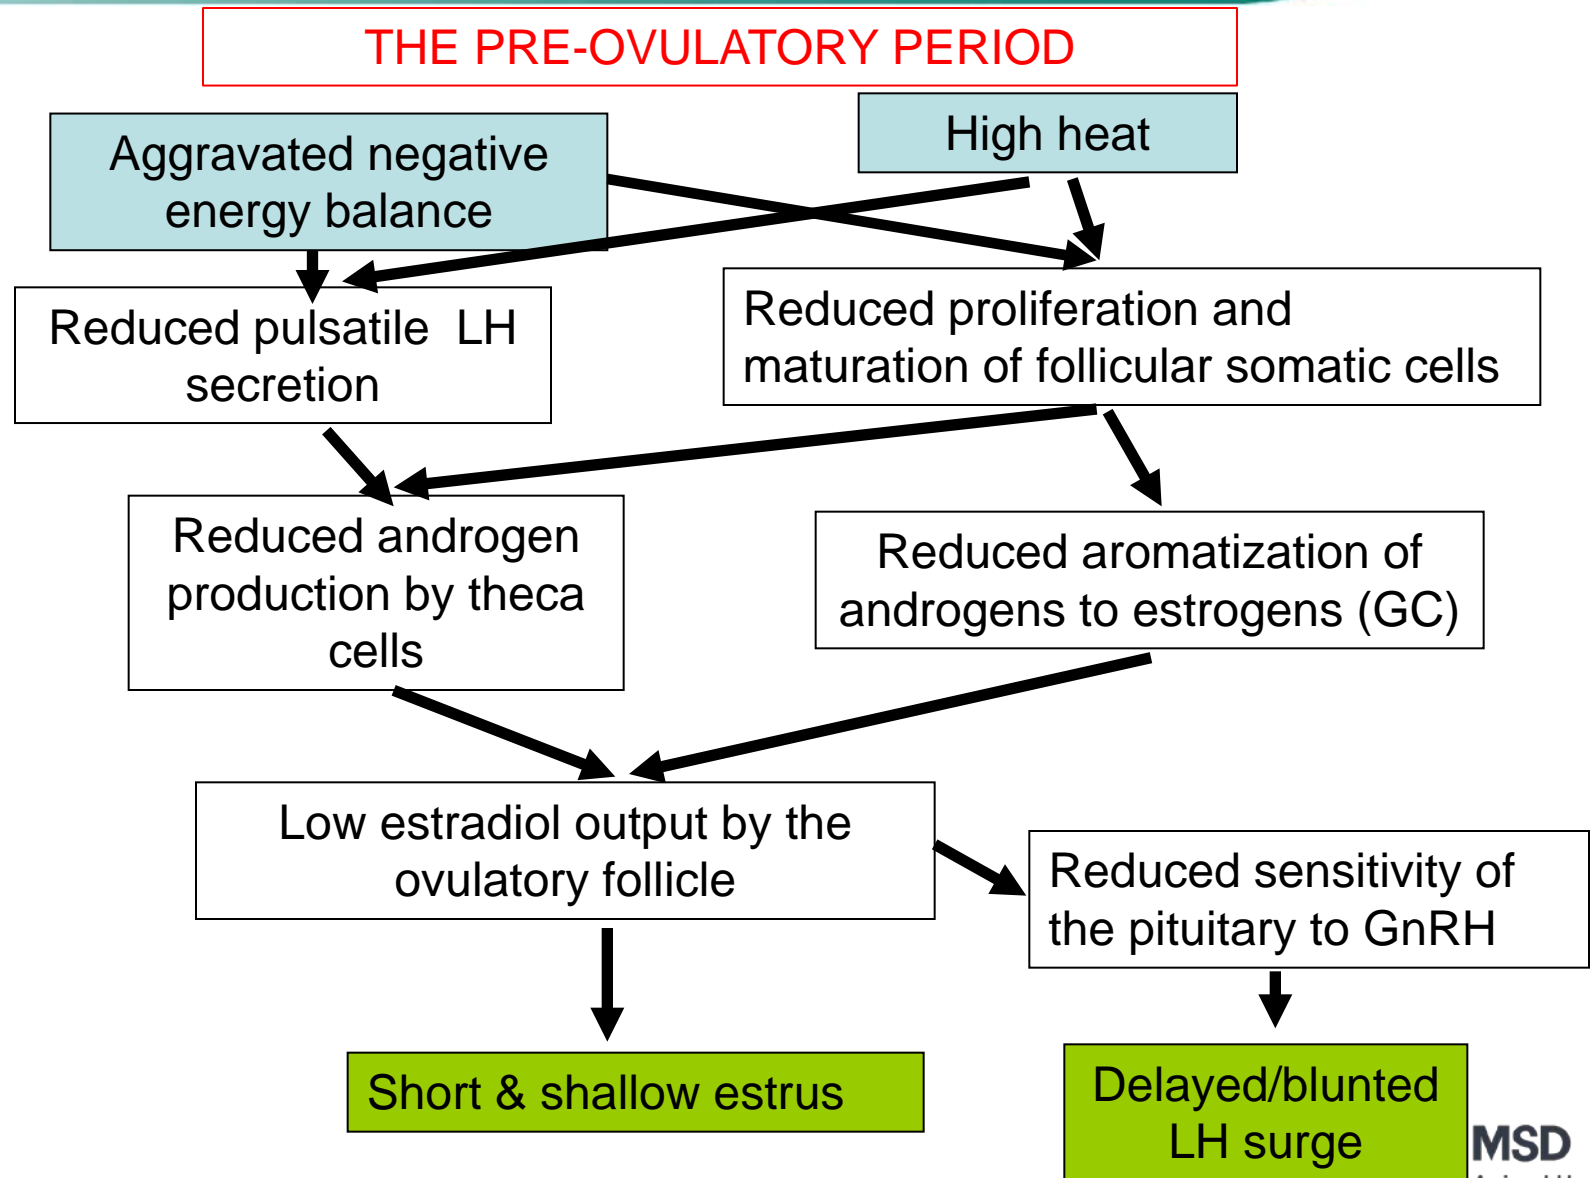 THE PRE-OVULATORY PERIOD
Aggravated negative
energy balance
High heat
Reduced pulsatile  LH
secretion
Reduced proliferation and
maturation of follicular somatic cells
Reduced androgen
production by theca
cells
Reduced aromatization of
androgens to estrogens (GC)
Low estradiol output by the
ovulatory follicle
Reduced sensitivity of
the pituitary to GnRH
Short & shallow estrus
Delayed/blunted
LH surge
MSD